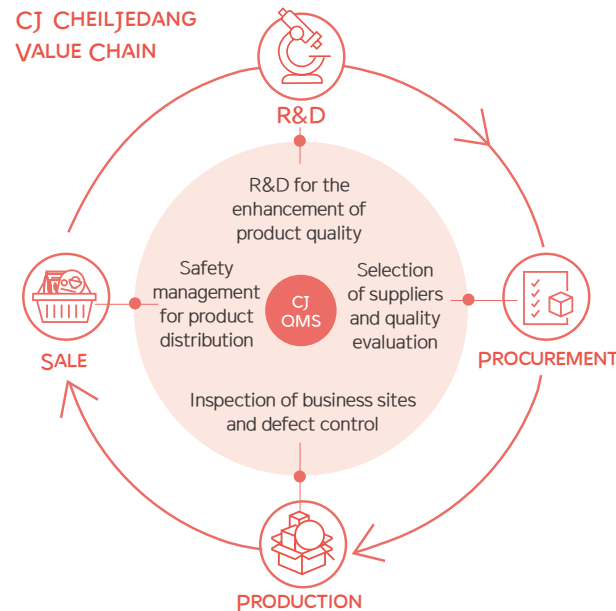 CJ CHEILJEDANG
VALUE CHAIN
R&D
R&D for the
enhancement of
product quality
Safety
management
for product
distribution
CJ
QMS
Selection
of suppliers
and quality
evaluation
SALE
PROCUREMENT
Inspection of business sites
and defect control
PRODUCTION